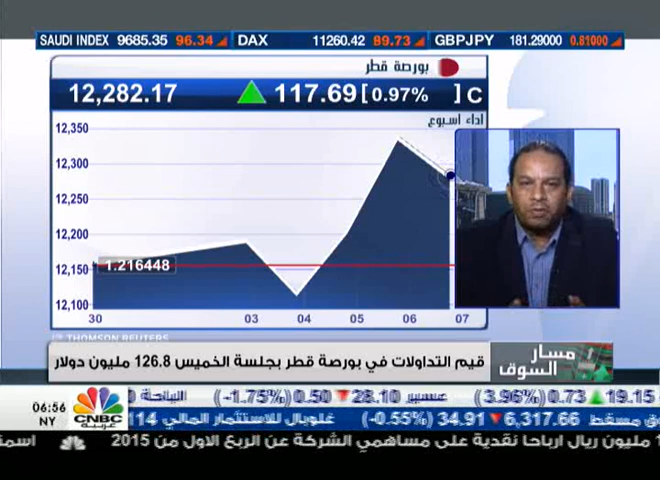 SAUDI INDEX 9685.35 96.34 DAX 11260.42 89.73 GBPJPY 181.29000 0.81000
بورصة قطر
12,282.17 117.69 [ 0.97% ] C
اداء اسبوع
12,350
12,300
12,250
12,200
12,150
12,100
1.216448
30 03 04 05 06 07
THOMSON REUTERS
مسار السوق
قيم التداولات في بورصة قطر بجلسة الخميس 126.8 مليون دولار
19.15 0.73 (3.96%) عسير 28.10 0.50 (-1.75%) الباحة
مسقط 6,317.66 34.91 (-0.55%) غلوبال للاستثمار المالي 114
06:56
NY
CNBC
عربية
مليون ريال ارباحا نقدية على مساهمي الشركة عن الربع الاول من 2015